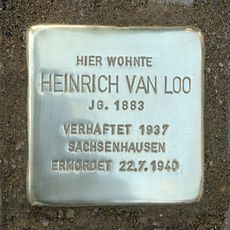 HIER WOHNTE
HEINRICH VAN LOO
JG. 1883
VERHAFTET 1937
SACHSENHAUSEN
ERMORDET 22.7.1940